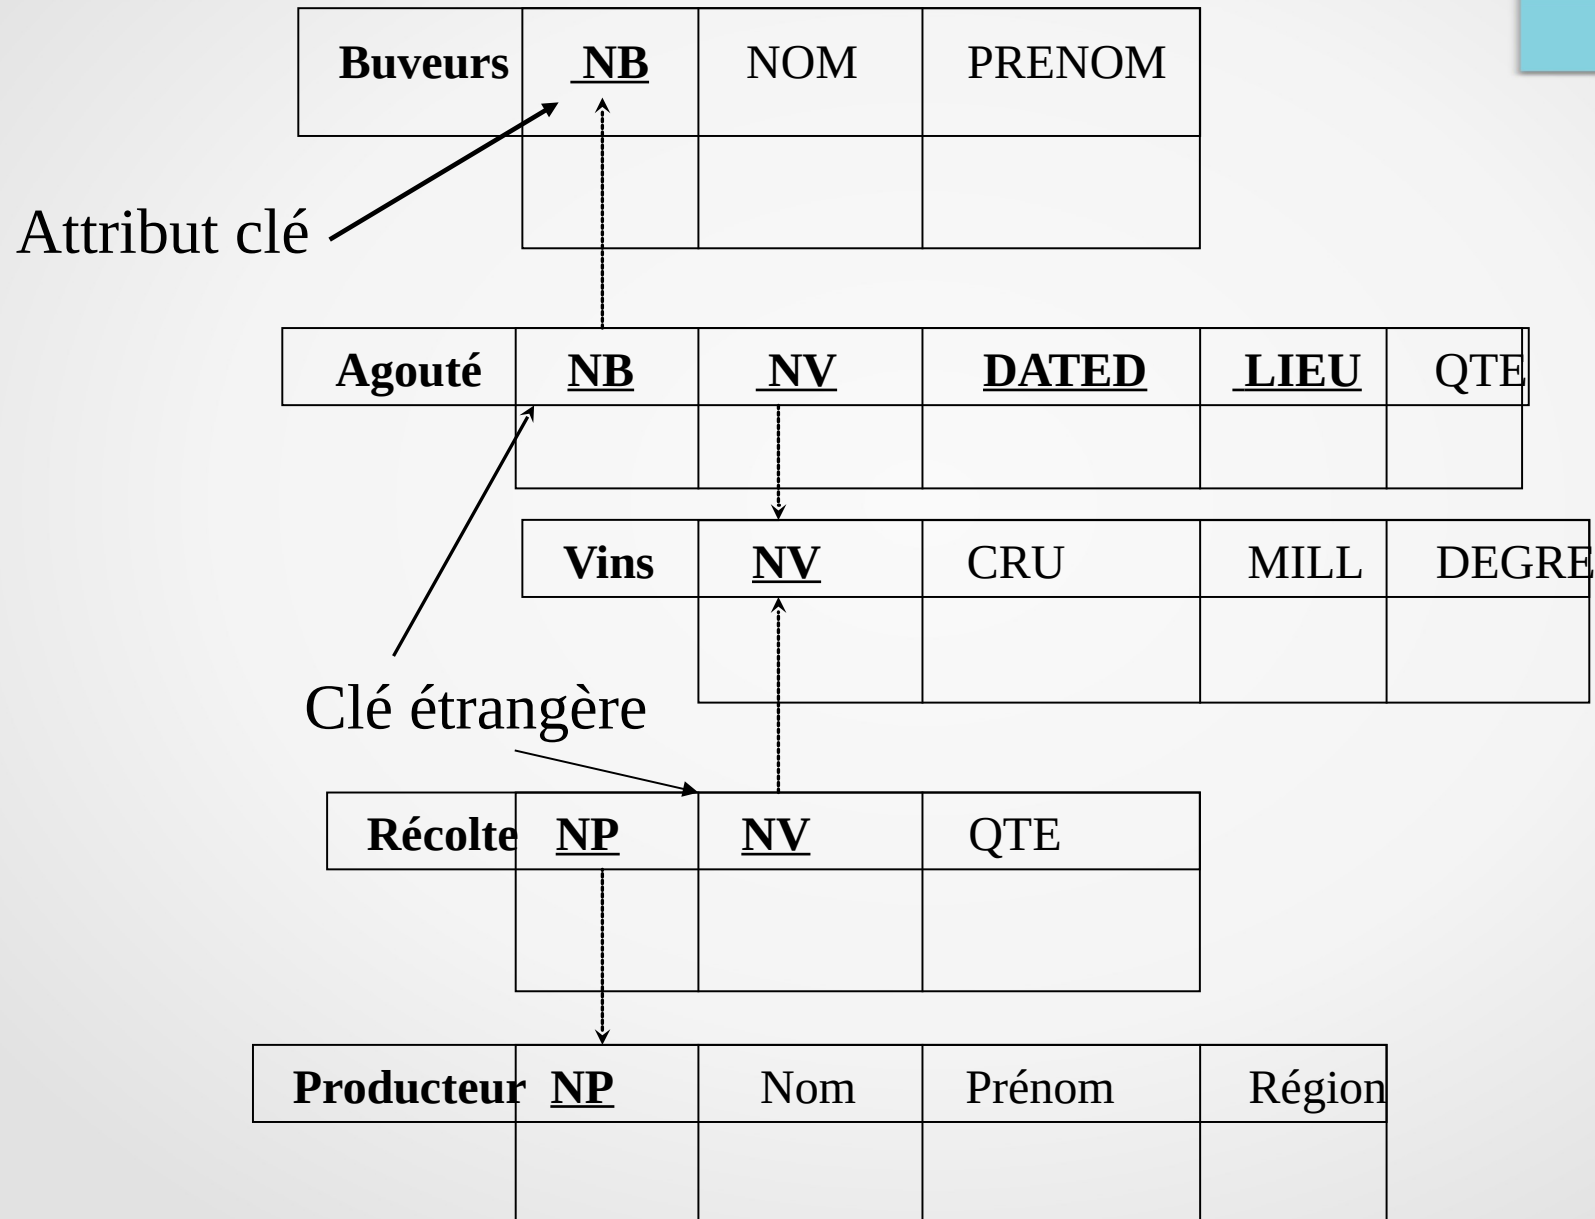 Buveurs NB NOM PRENOM
Attribut clé
Agouté NB NV DATED LIEU QTE
Vins NV CRU MILL DEGRE
Clé étrangère
Récolte NP NV QTE
Producteur NP Nom Prénom Région